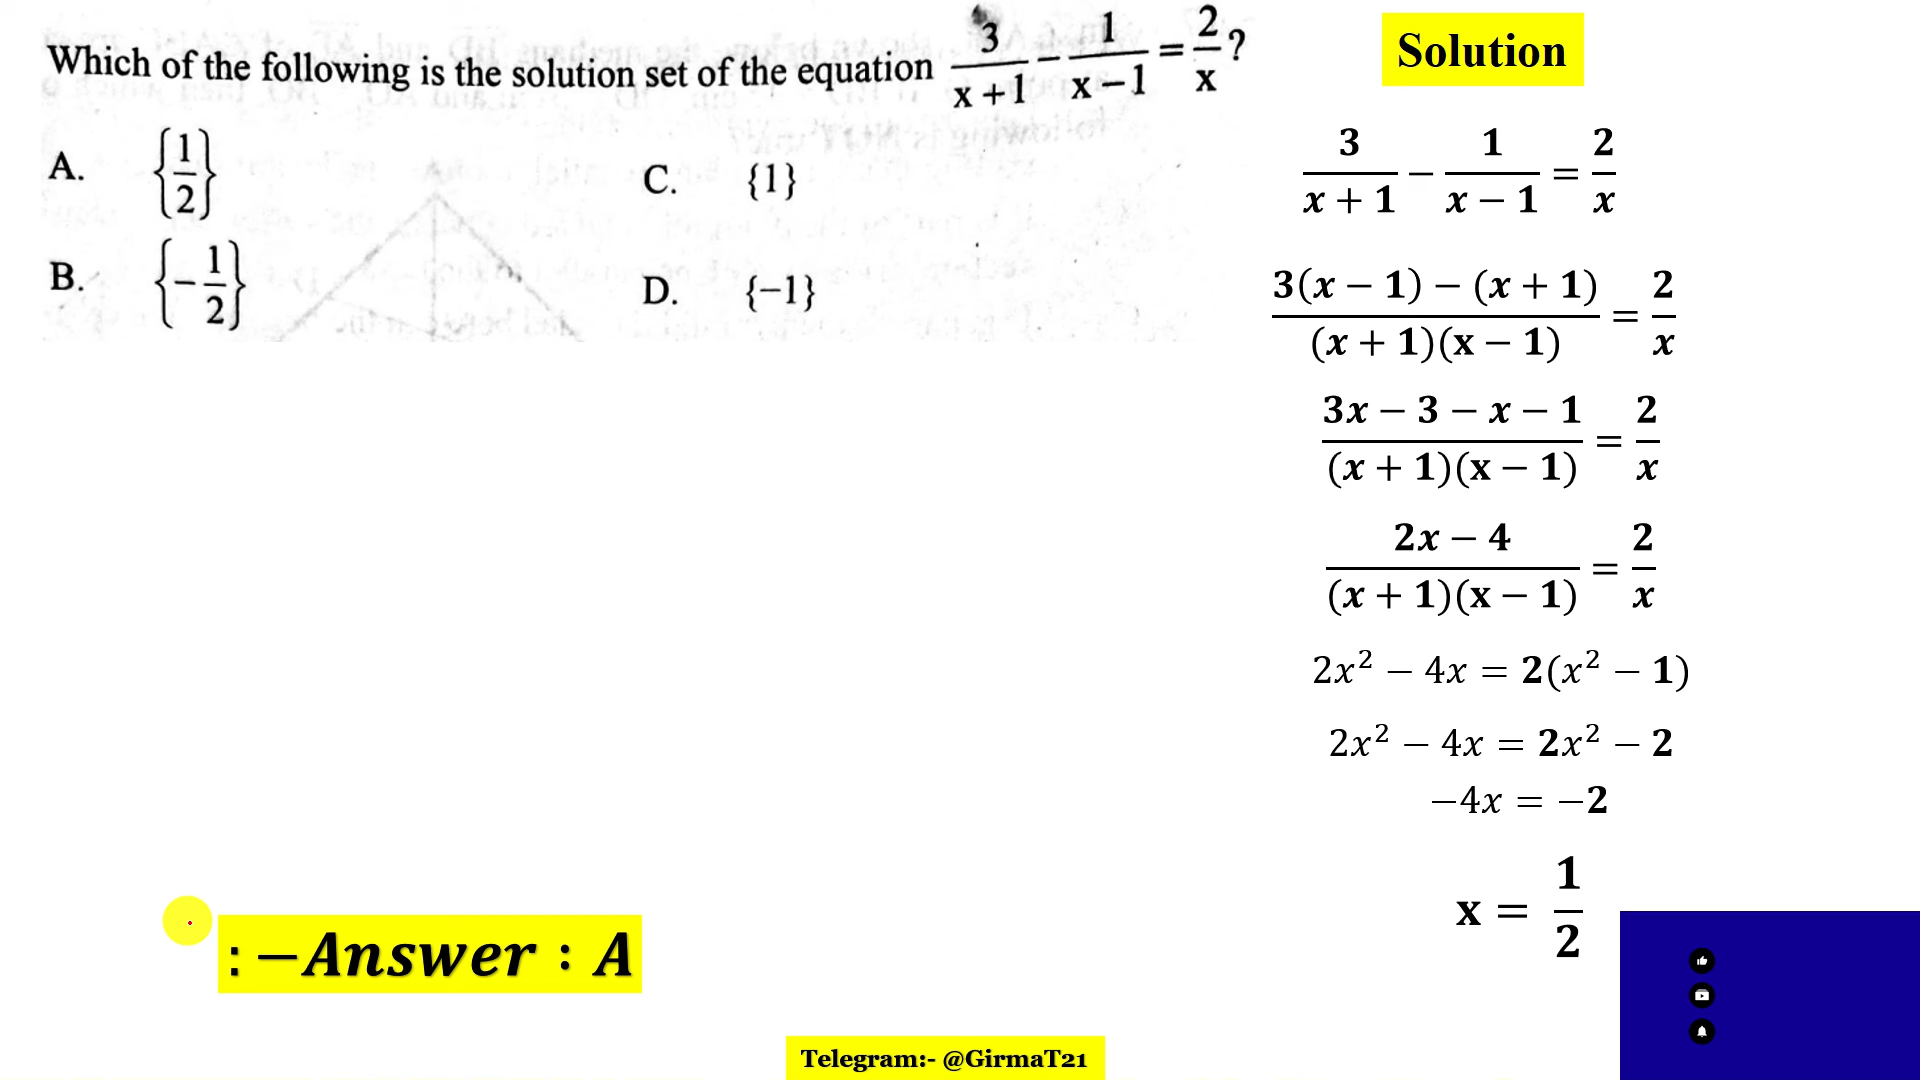 Which of the following is the solution set of the equation 3/(x+1) − 1/(x−1) = 2/x?
A. {1/2}
C. {1}
B. {−1/2}
D. {−1}
Solution
3/(x + 1) − 1/(x − 1) = 2/x
(3(x − 1) − (x + 1))/((x + 1)(x − 1)) = 2/x
(3x − 3 − x − 1)/((x + 1)(x − 1)) = 2/x
(2x − 4)/((x + 1)(x − 1)) = 2/x
2x² − 4x = 2(x² − 1)
2x² − 4x = 2x² − 2
−4x = −2
x = 1/2
:−Answer : A
Telegram:- @GirmaT21